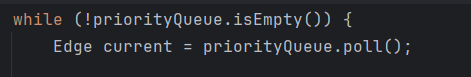 while (!priorityQueue.isEmpty()) {
    Edge current = priorityQueue.poll();